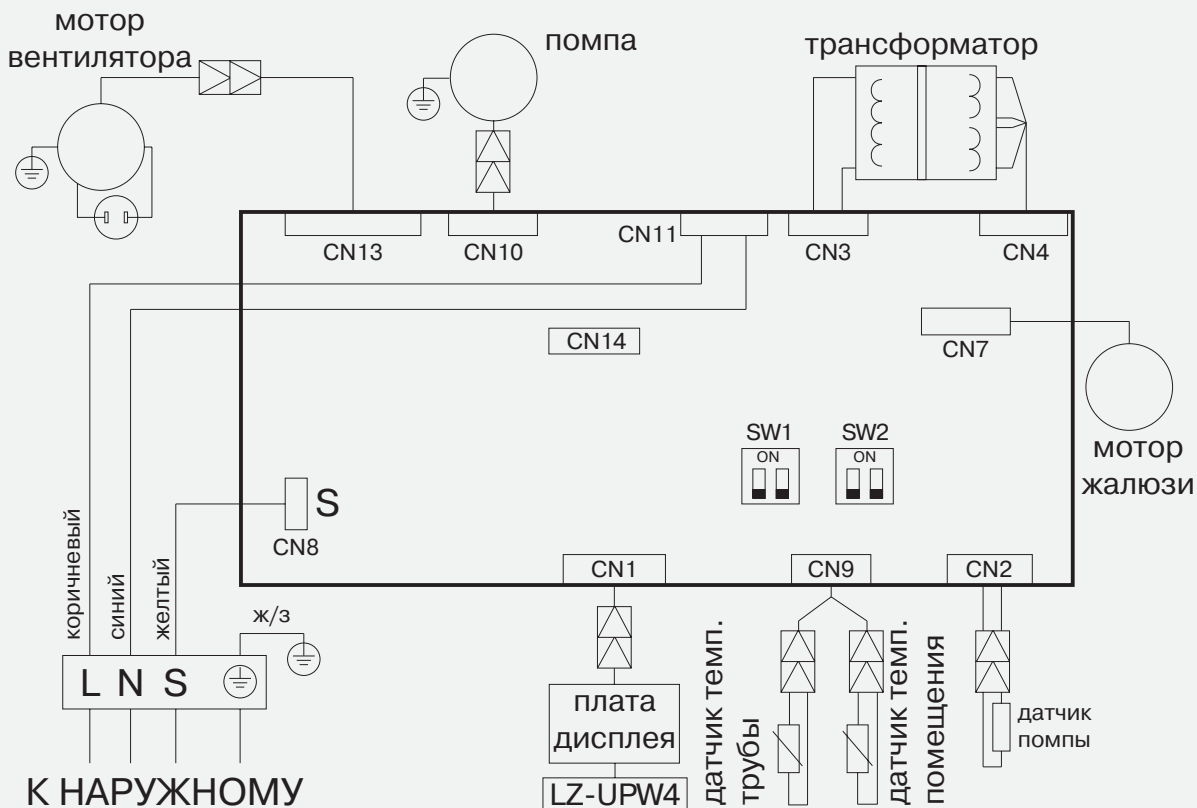 мотор
вентилятора
помпа
трансформатор
CN13
CN10
CN11
CN3
CN4
CN14
CN7
SW1
SW2
ON
ON
мотор
жалюзи
S
CN8
коричневый
синий
желтый
ж/з
CN1
CN9
CN2
L N S
плата
дисплея
LZ-UPW4
датчик темп.
трубы
датчик темп.
помещения
датчик
помпы
К НАРУЖНОМУ